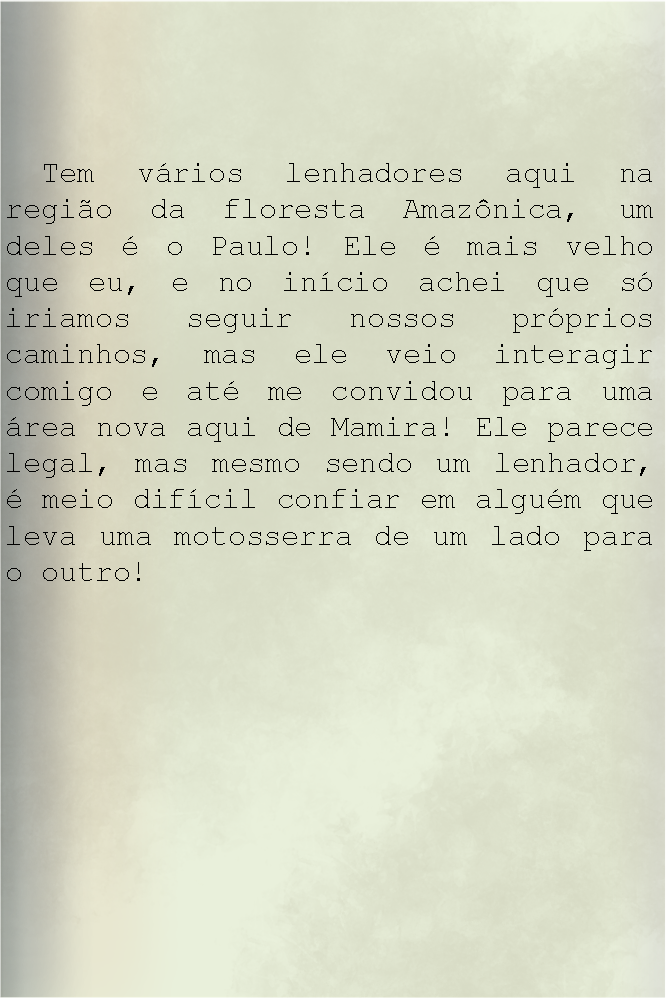 Tem vários lenhadores aqui na
região da floresta Amazônica, um
deles é o Paulo! Ele é mais velho
que eu, e no início achei que só
iriamos seguir nossos próprios
caminhos, mas ele veio interagir
comigo e até me convidou para uma
área nova aqui de Mamira! Ele parece
legal, mas mesmo sendo um lenhador,
é meio difícil confiar em alguém que
leva uma motosserra de um lado para
o outro!